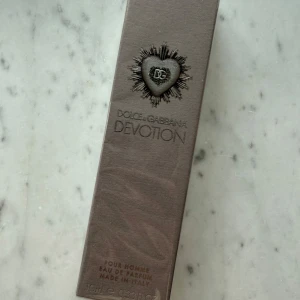 DG
DOLCE&GABBANA
DEVOTION
POUR HOMME
EAU DE PARFUM
MADE IN ITALY